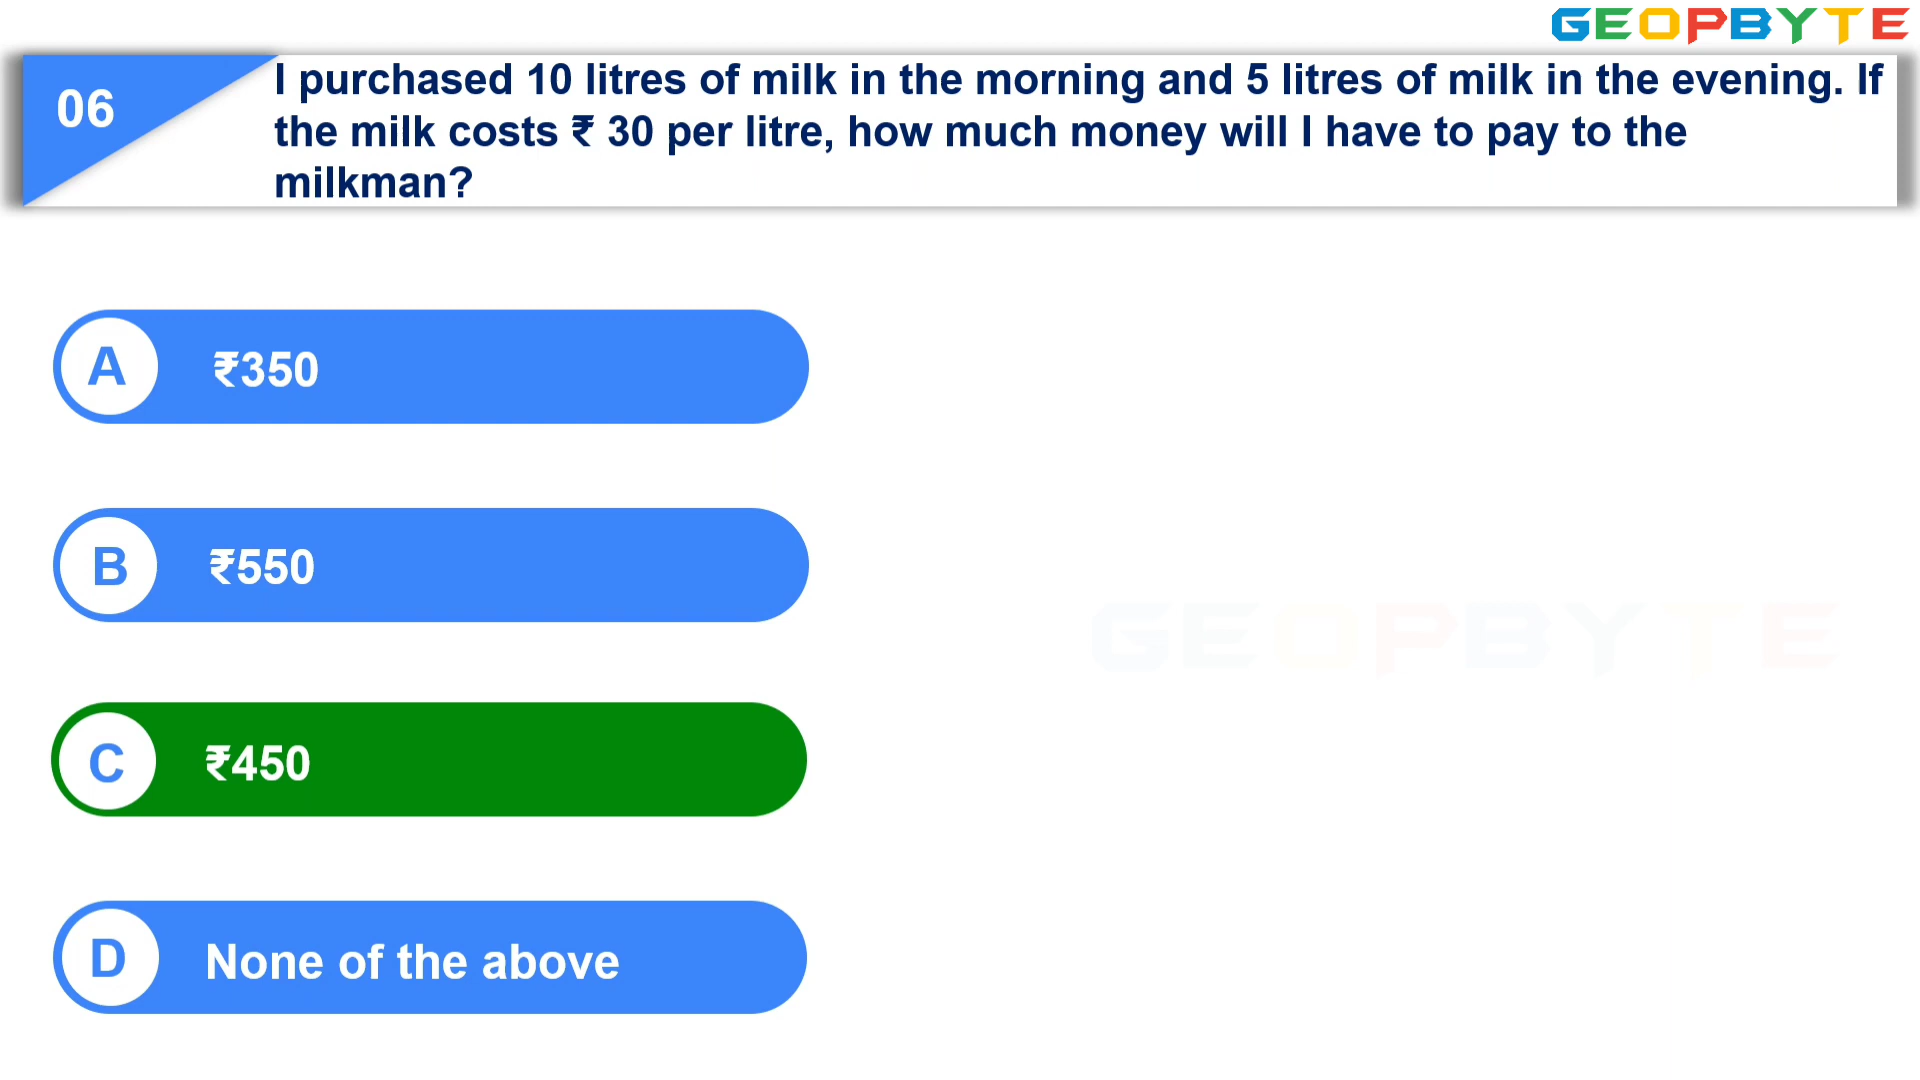 GEOPBYTE
06
I purchased 10 litres of milk in the morning and 5 litres of milk in the evening. If
the milk costs ₹ 30 per litre, how much money will I have to pay to the
milkman?
A ₹350
B ₹550
GEOPBYTE
C ₹450
D None of the above